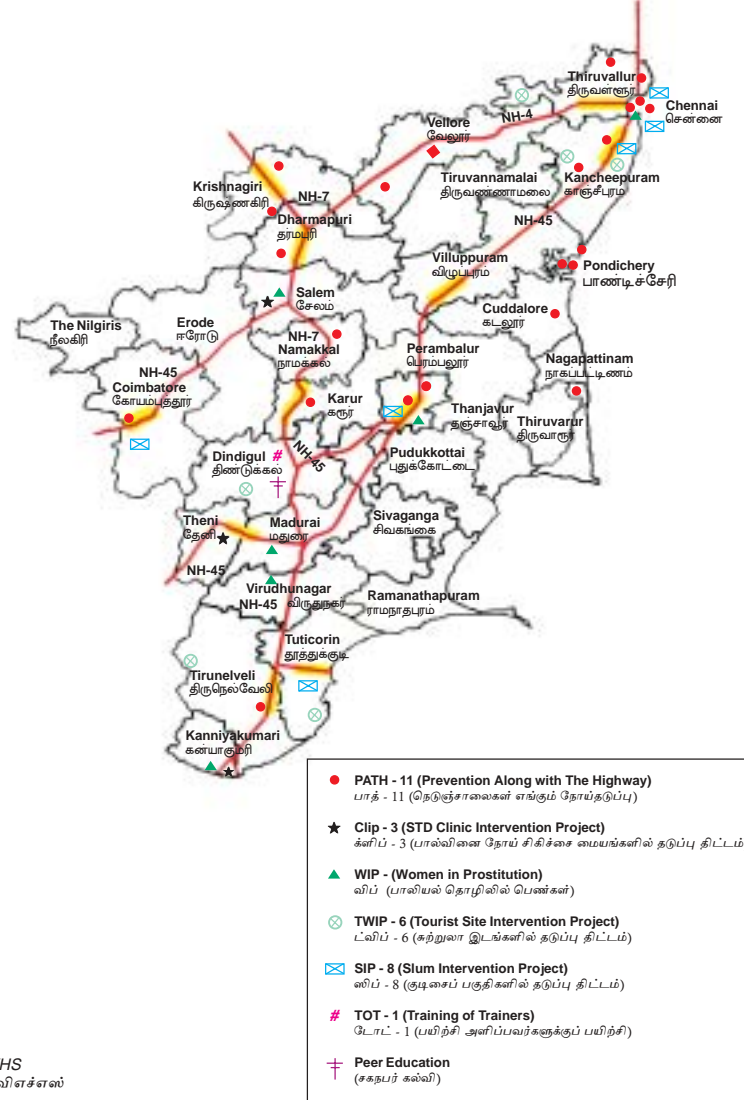 Thiruvallur
திருவள்ளூர்
Chennai
சென்னை
NH-4
Vellore
வேலூர்
Tiruvannamalai
திருவண்ணாமலை
Kancheepuram
காஞ்சீபுரம்
Krishnagiri
கிருஷ்ணகிரி
NH-7
Dharmapuri
தர்மபுரி
NH-45
Villuppuram
விழுப்புரம்
Pondichery
பாண்டிச்சேரி
Salem
சேலம்
Cuddalore
கடலூர்
The Nilgiris
நீலகிரி
Erode
ஈரோடு
NH-7
Namakkal
நாமக்கல்
Perambalur
பெரம்பலூர்
Nagapattinam
நாகப்பட்டிணம்
NH-45
Coimbatore
கோயம்புத்தூர்
Karur
கரூர்
Thanjavur
தஞ்சாவூர்
Thiruvarur
திருவாரூர்
Dindigul #
திண்டுக்கல்
NH-45
Pudukkottai
புதுக்கோட்டை
Theni
தேனி
Madurai
மதுரை
Sivaganga
சிவகங்கை
NH-45
Virudhunagar
விருதுநகர்
NH-45
Ramanathapuram
ராமநாதபுரம்
Tuticorin
தூத்துக்குடி
Tirunelveli
திருநெல்வேலி
Kanniyakumari
கன்யாகுமரி
PATH - 11 (Prevention Along with The Highway)
பாத் - 11 (நெடுஞ்சாலைகள் எங்கும் நோய்தடுப்பு)
Clip - 3 (STD Clinic Intervention Project)
க்ளிப் - 3 (பால்வினை நோய் சிகிச்சை மையங்களில் தடுப்பு திட்டம்
WIP - (Women in Prostitution)
விப் (பாலியல் தொழிலில் பெண்கள்)
TWIP - 6 (Tourist Site Intervention Project)
ட்விப் - 6 (சுற்றுலா இடங்களில் தடுப்பு திட்டம்)
SIP - 8 (Slum Intervention Project)
ஸிப் - 8 (குடிசைப் பகுதிகளில் தடுப்பு திட்டம்)
# TOT - 1 (Training of Trainers)
டோட் - 1 (பயிற்சி அளிப்பவர்களுக்குப் பயிற்சி)
Peer Education
(சகநபர் கல்வி)
HS
விஎச்எஸ்